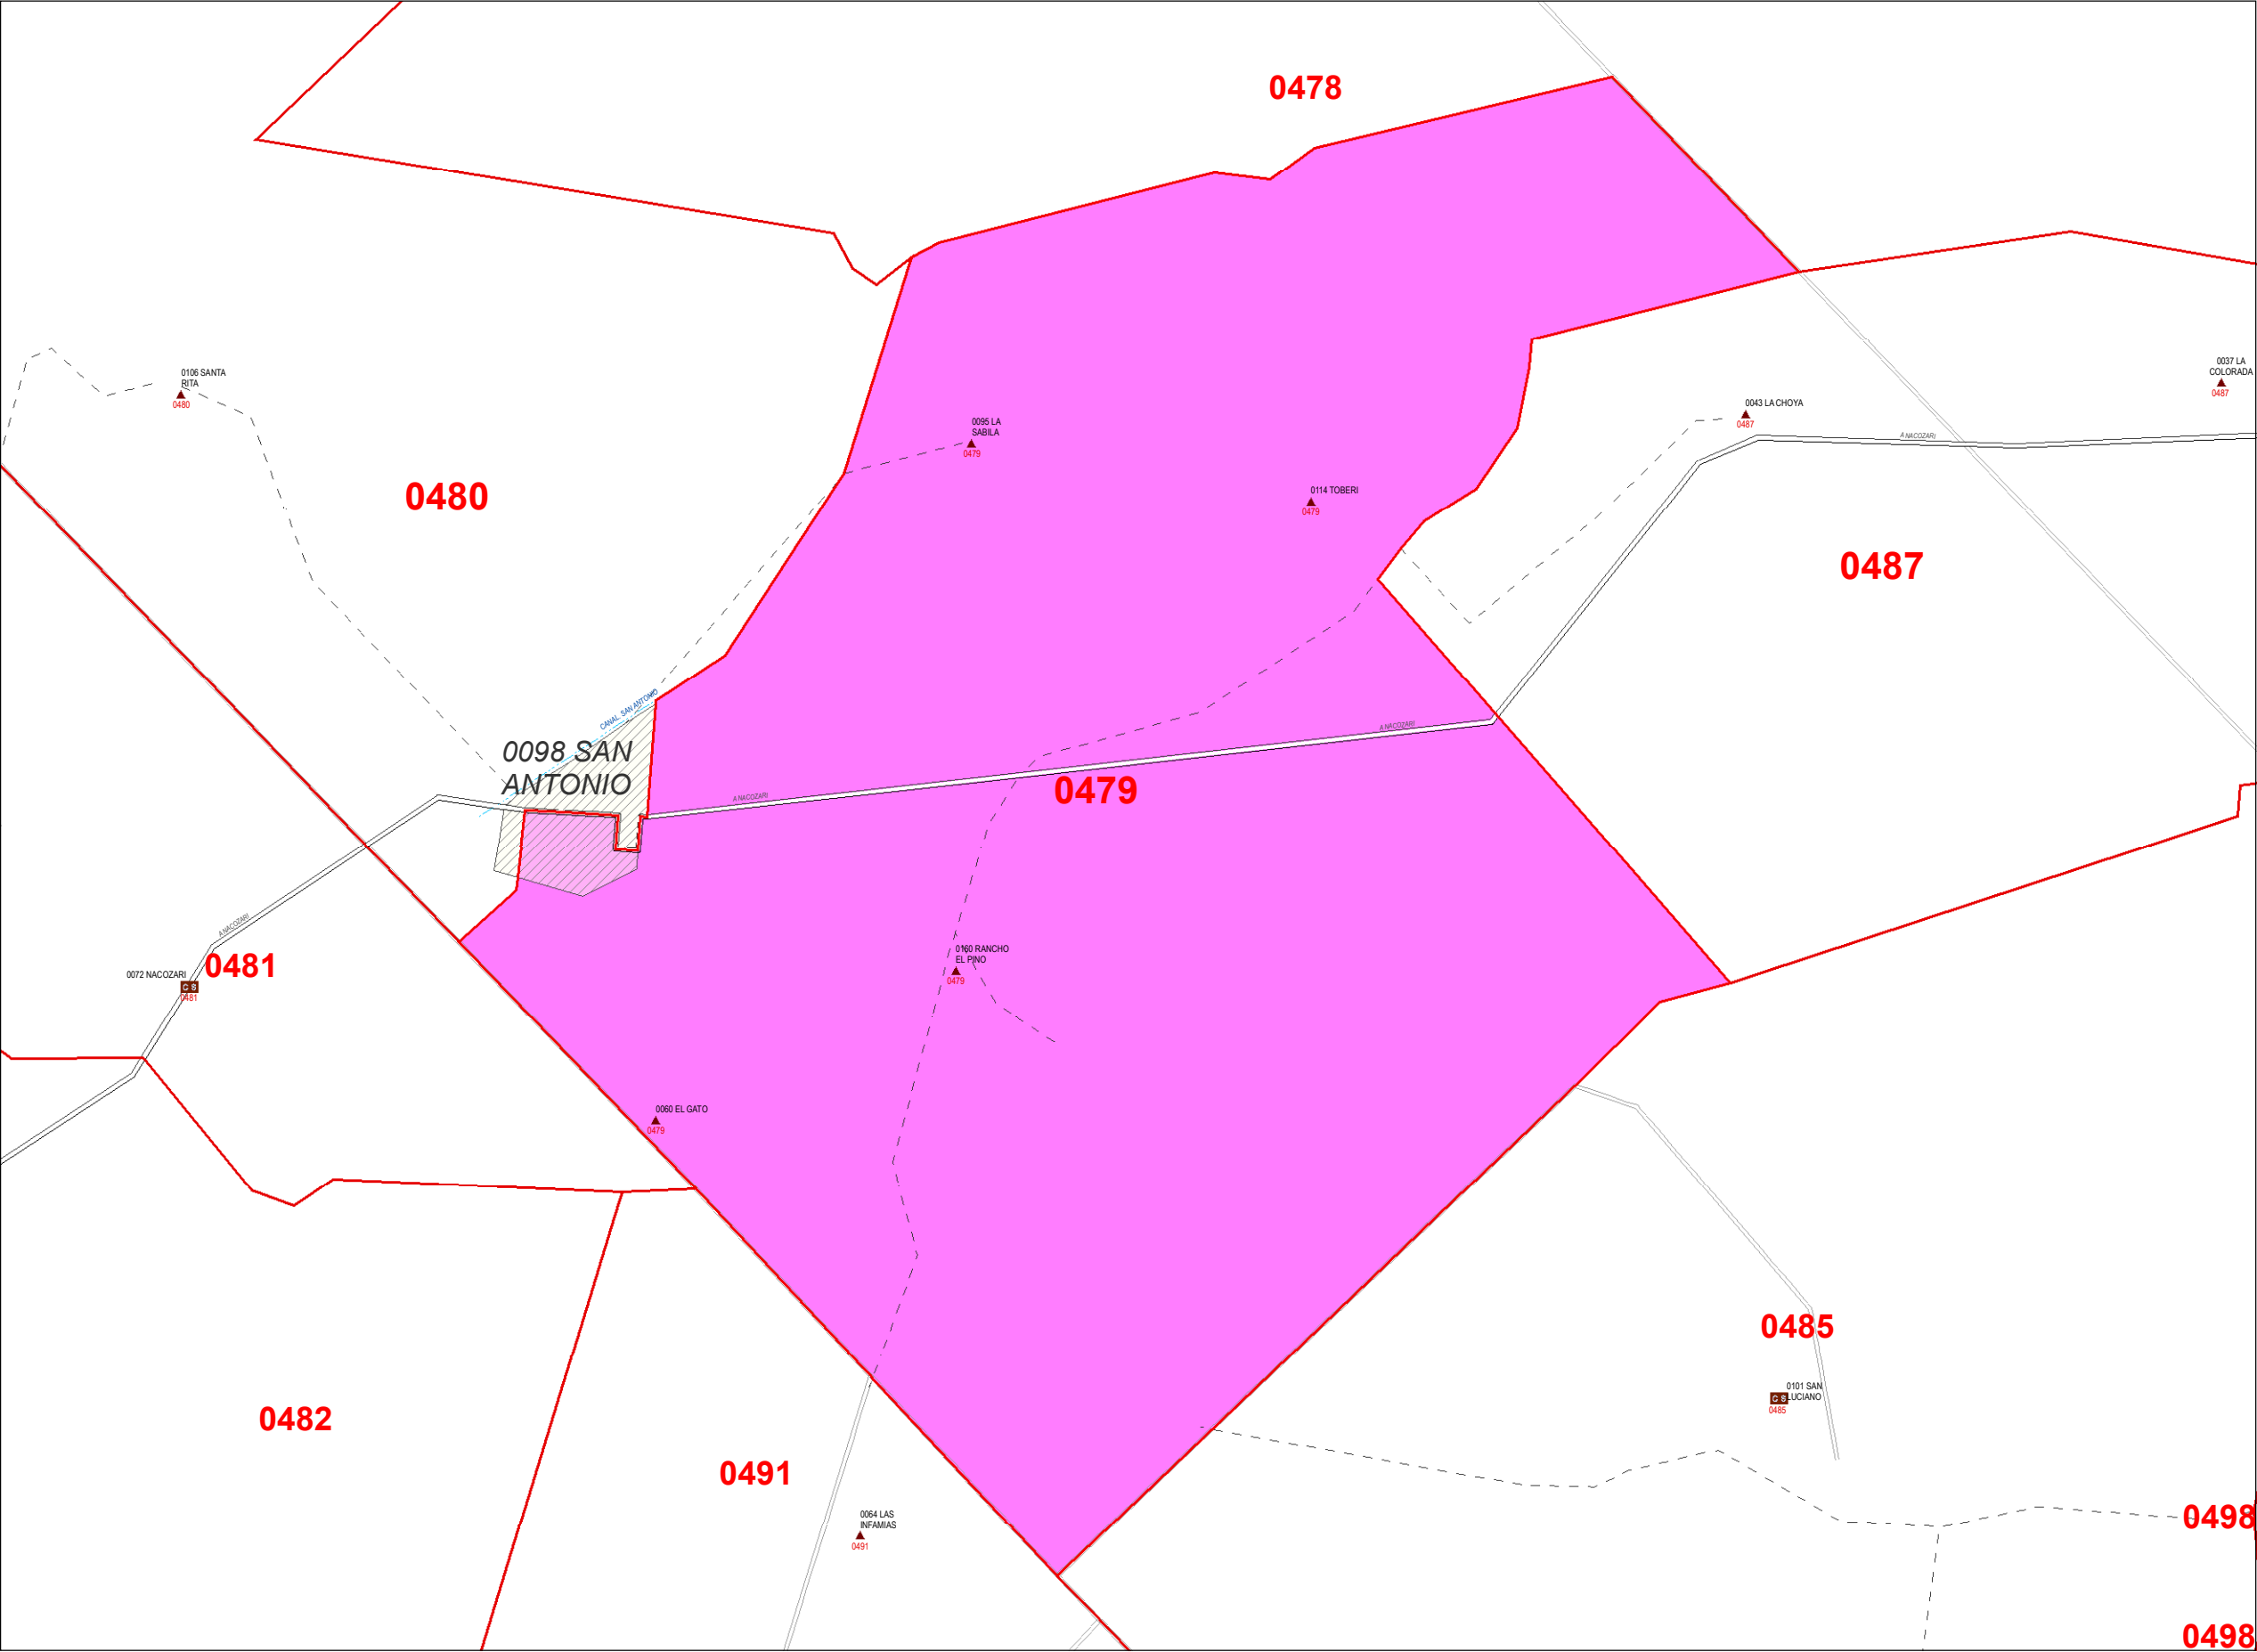 0478
0106 SANTA
RITA
0480
0037 LA
COLORADA
0487
0043 LA CHOYA
0487
A NACOZARI
0095 LA
SABILA
0479
0480
0114 TOBERI
0479
0487
CANAL SAN ANTONIO
A NACOZARI
0098 SAN
ANTONIO
A NACOZARI
0479
A NACOZARI
0481
0072 NACOZARI
C S
0481
0160 RANCHO
EL PINO
0479
0060 EL GATO
0479
0485
0101 SAN
LUCIANO
C S
0485
0482
0491
0064 LAS
INFAMIAS
0491
0498
0498